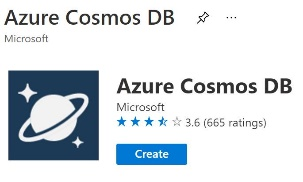 Azure Cosmos DB
Microsoft
Azure Cosmos DB
Microsoft
3.6 (665 ratings)
Create